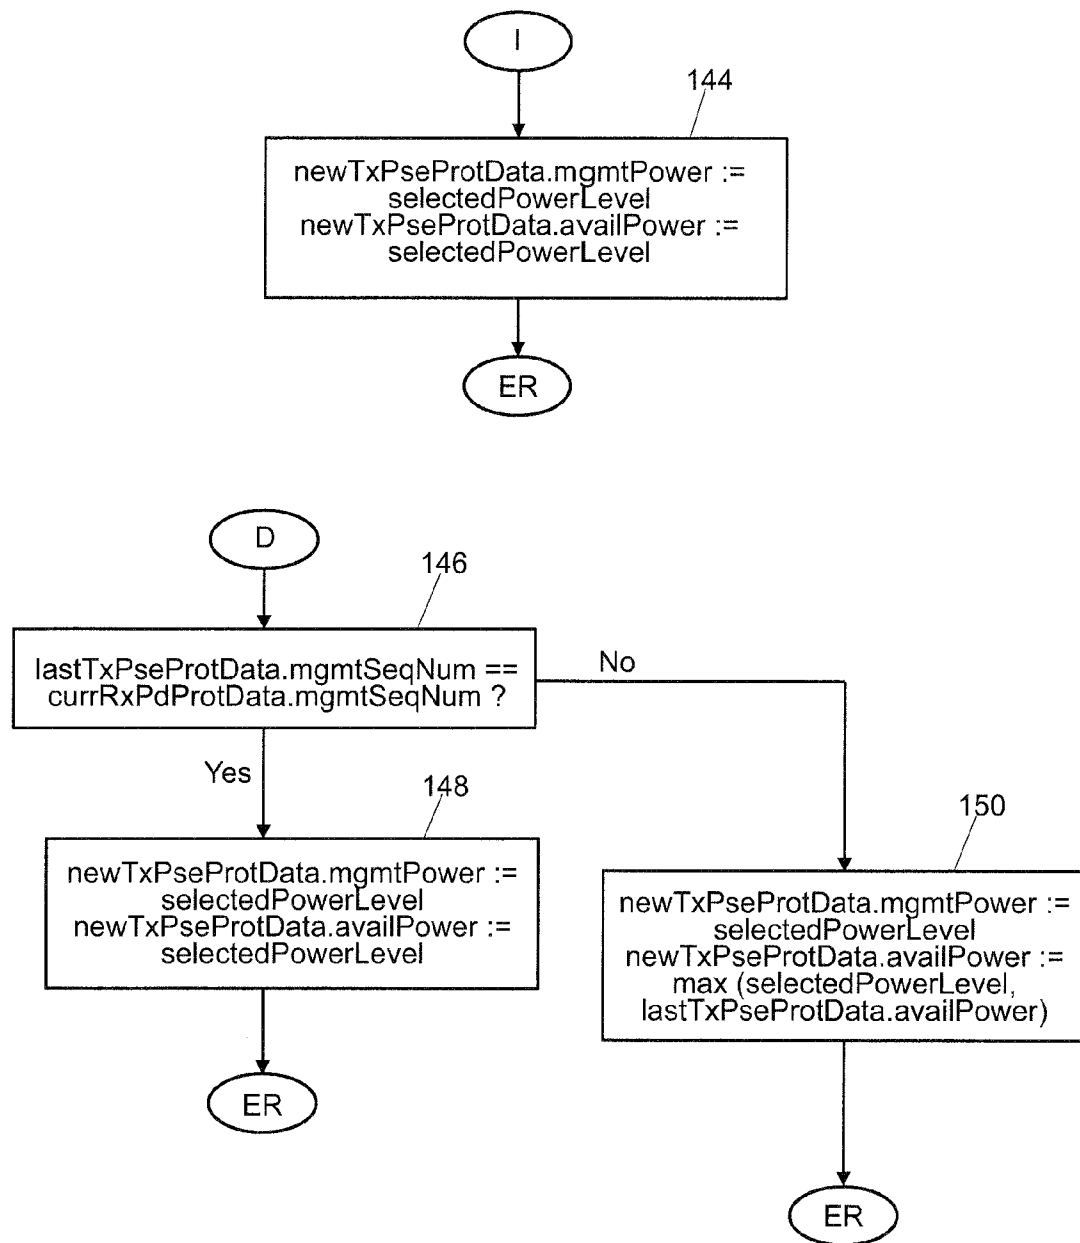 I
144
newTxPseProtData.mgmtPower :=
selectedPowerLevel
newTxPseProtData.availPower :=
selectedPowerLevel
ER
D
146
lastTxPseProtData.mgmtSeqNum ==
currRxPdProtData.mgmtSeqNum ?
No
Yes
148
newTxPseProtData.mgmtPower :=
selectedPowerLevel
newTxPseProtData.availPower :=
selectedPowerLevel
ER
150
newTxPseProtData.mgmtPower :=
selectedPowerLevel
newTxPseProtData.availPower :=
max (selectedPowerLevel,
lastTxPseProtData.availPower)
ER